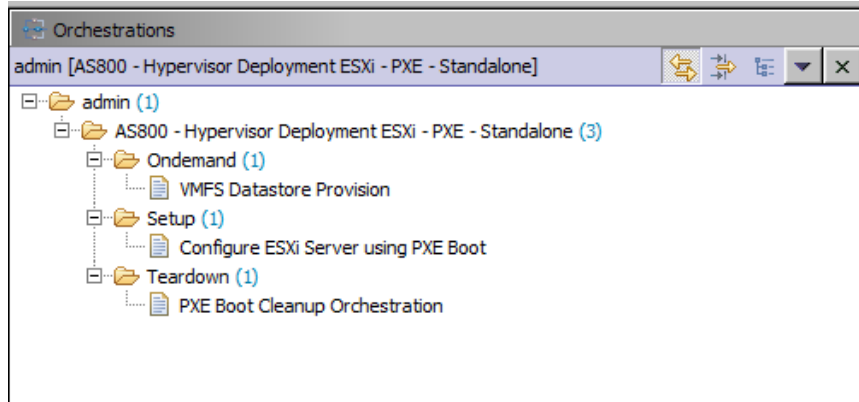 Orchestrations
admin [AS800 - Hypervisor Deployment ESXi - PXE - Standalone]
admin (1)
AS800 - Hypervisor Deployment ESXi - PXE - Standalone (3)
Ondemand (1)
VMFS Datastore Provision
Setup (1)
Configure ESXi Server using PXE Boot
Teardown (1)
PXE Boot Cleanup Orchestration